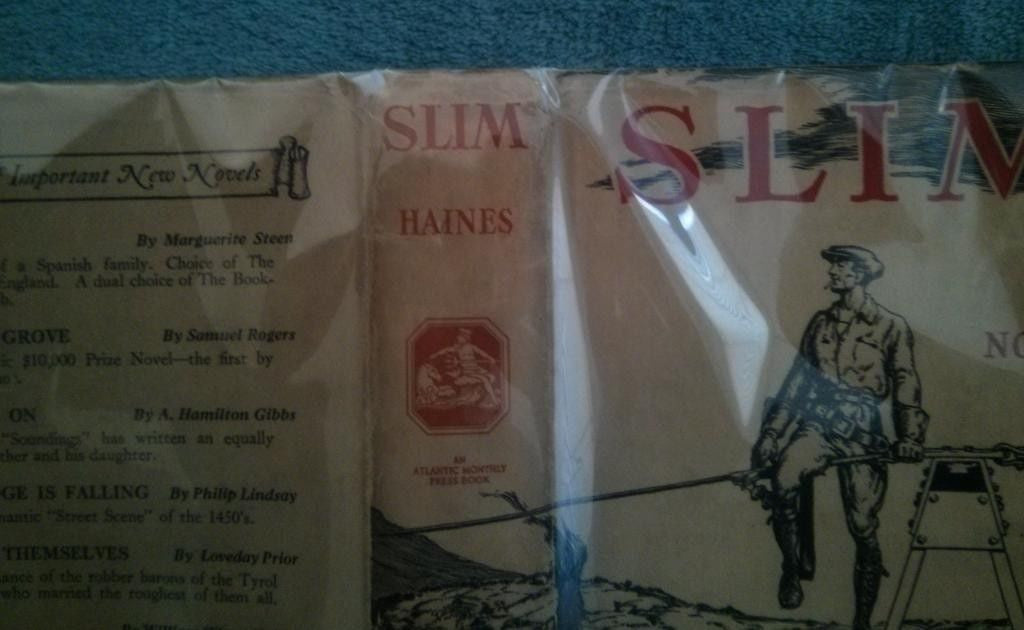 Important New Novels
By Marguerite Steen
f a Spanish family. Choice of The
England. A dual choice of The Book-
b.
GROVE By Samuel Rogers
ic $10,000 Prize Novel—the first by
ON By A. Hamilton Gibbs
"Soundings" has written an equally
ther and his daughter.
GE IS FALLING By Philip Lindsay
mantic "Street Scene" of the 1450's.
THEMSELVES By Loveday Prior
ance of the robber barons of the Tyrol
who married the roughest of them all.
SLIM
HAINES
AN
ATLANTIC MONTHLY
PRESS BOOK
SLIM
NO